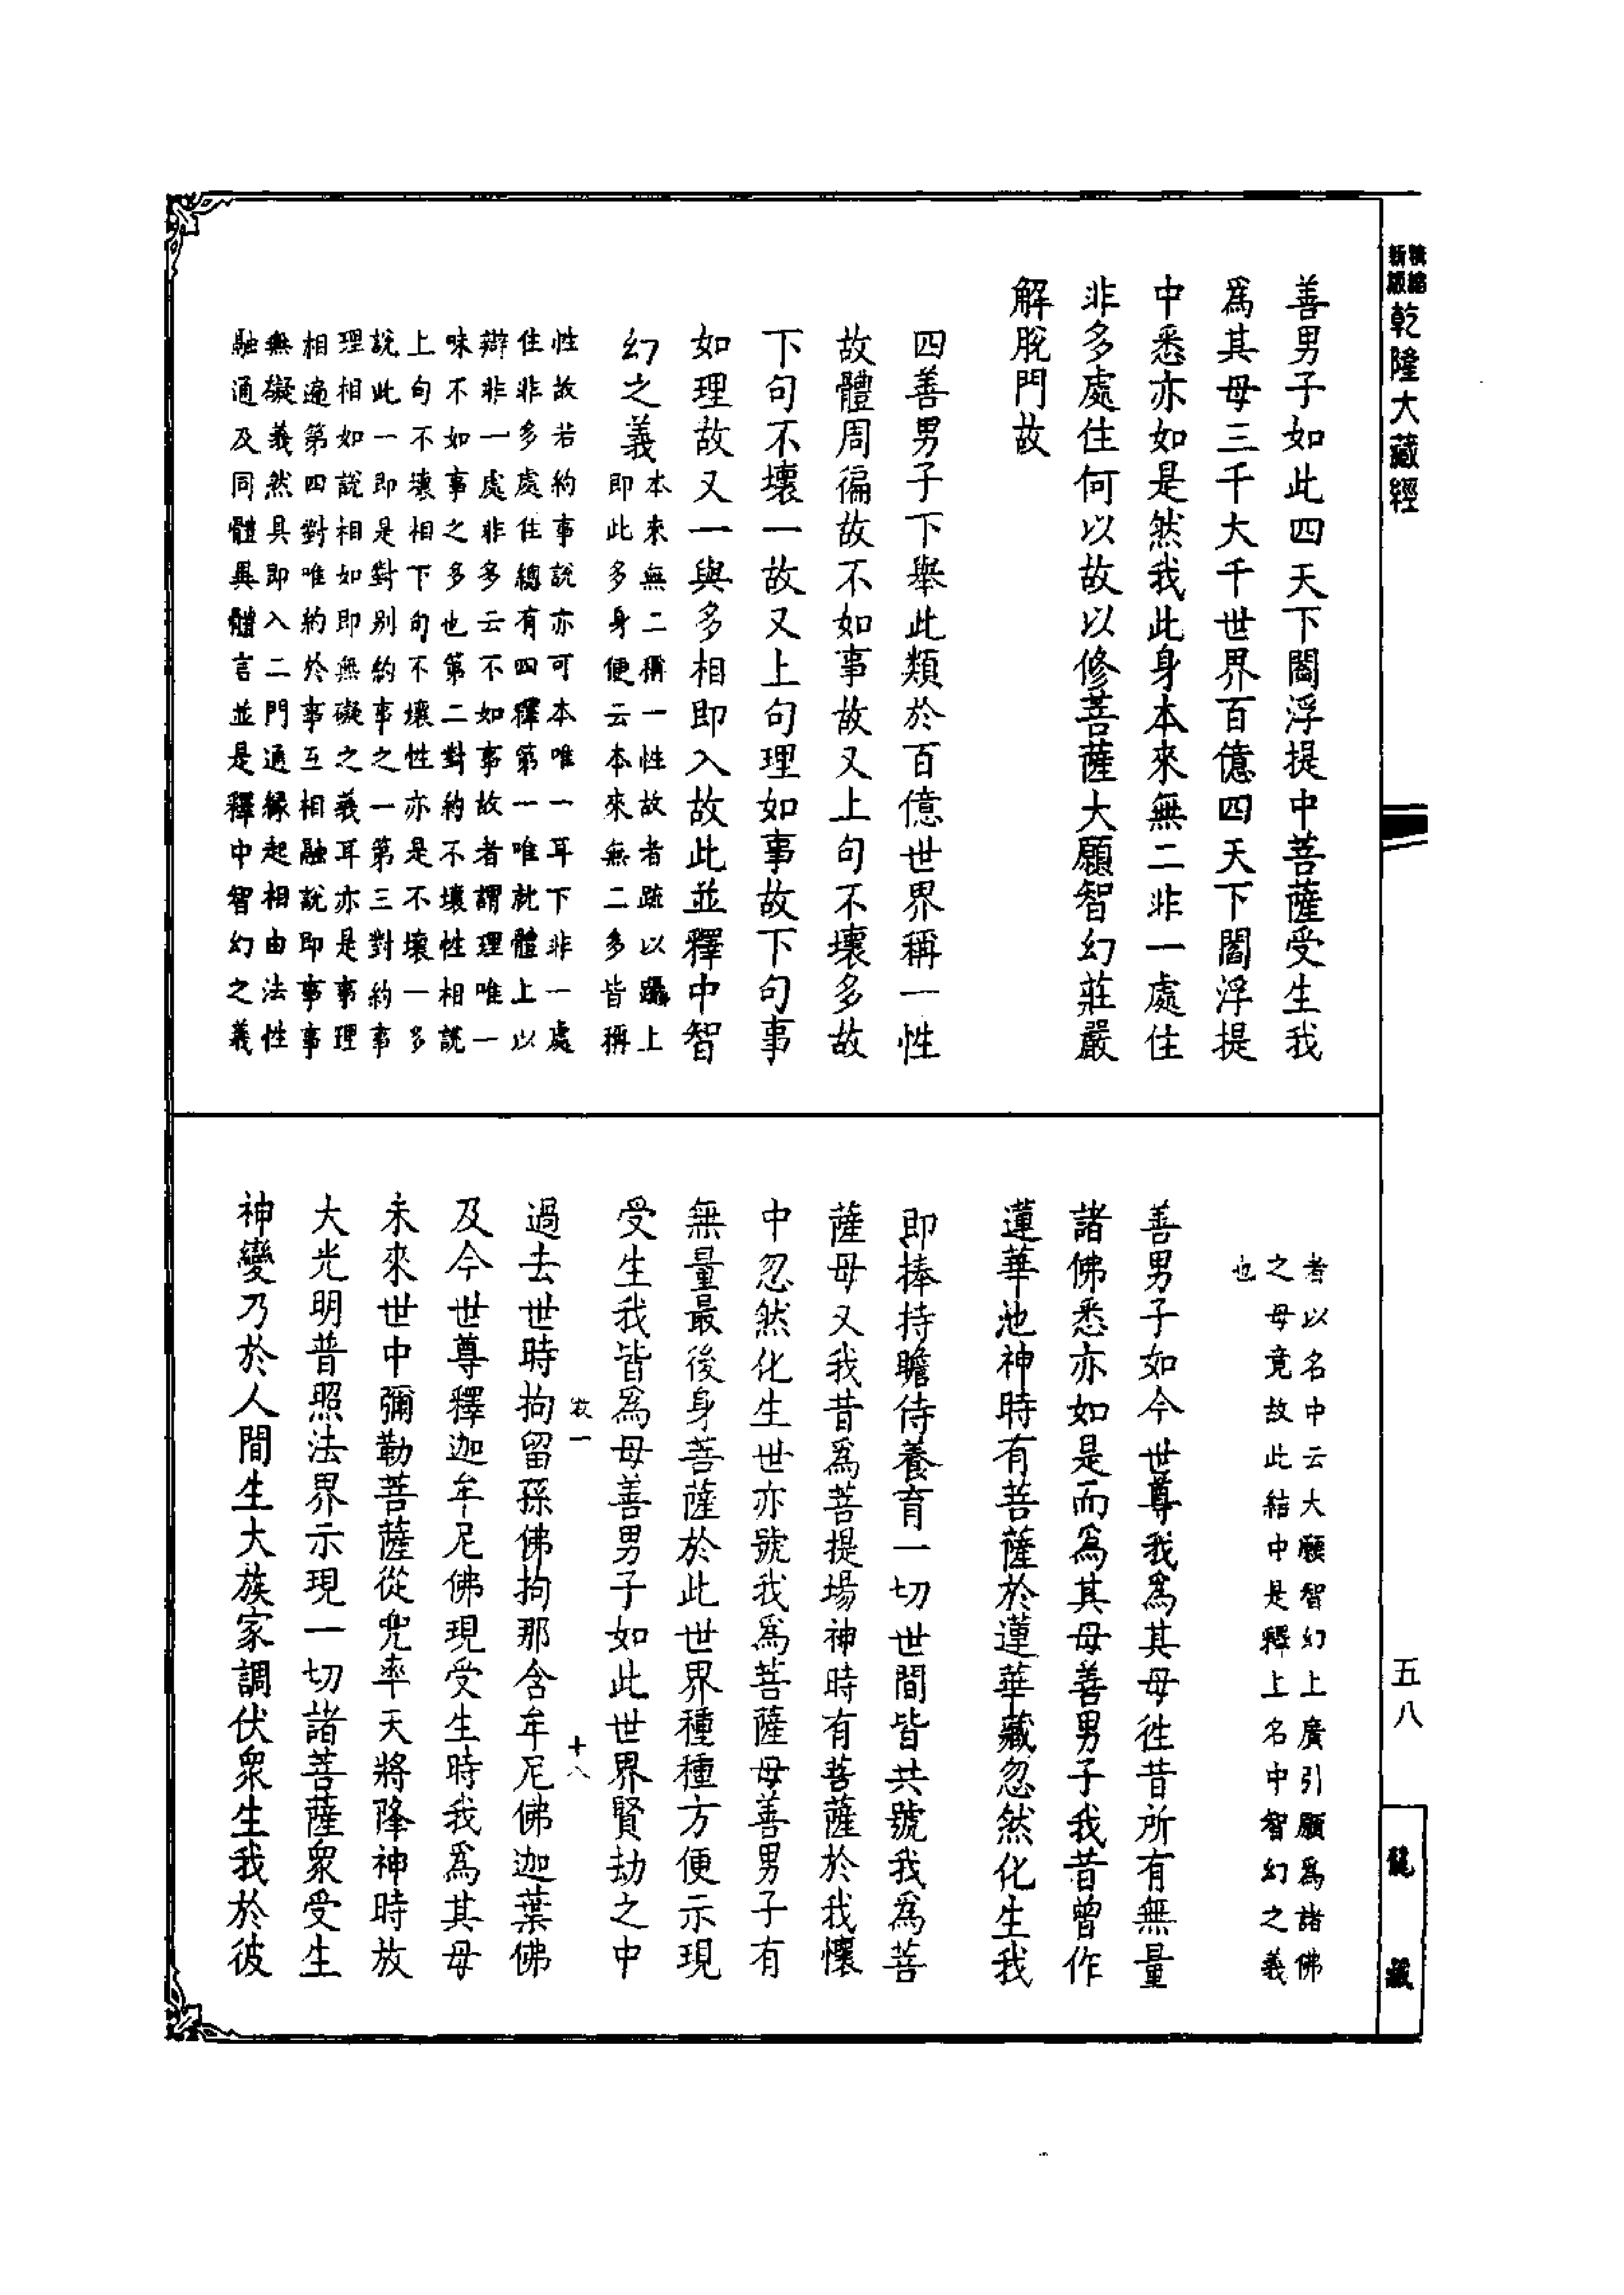 精縮
新版
乾隆大藏經
五八
龍藏
善男子如此四天下閻浮提中菩薩受生我
爲其母三千大千世界百億四天下閻浮提
中悉亦如是然我此身本來無二非一處住
非多處住何以故以修菩薩大願智幻莊嚴
解脫門故
四善男子下舉此類於百億世界稱一性
故體周徧故不如事故又上句不壞多故
下句不壞一故又上句理如事故下句事
如理故又一與多相即入故此並釋中智
幻之義
本來無二稱一性故者疏以躡上
即此多身便云本來無二多皆稱
性故若約事說亦可本唯一耳下非一處
住非多處住總有四釋第一唯就體上以
辯非一處非多云不如事故者謂理唯一
味不如事之多也第二對約不壞性相說
上句不壞相下句不壞性亦是不壞一多
說此一即是對別約事之一第三對約事
理相如說相如即無礙之義耳亦是事理
相遍第四對唯約於事互相融說即事事
無礙義然具即入二門通緣起相由法性
融通及同體異體言並是釋中智幻之義
者以名中云大願智幻上廣引願爲諸佛
之母竟故此結中是釋上名中智幻之義
也
善男子如今世尊我爲其母徃昔所有無量
諸佛悉亦如是而爲其母善男子我昔曾作
蓮華池神時有菩薩於蓮華藏忽然化生我
即捧持瞻侍養育一切世間皆共號我爲菩
薩母又我昔爲菩提場神時有菩薩於我懷
中忽然化生世亦號我爲菩薩母善男子有
無量最後身菩薩於此世界種種方便示現
受生我皆爲母善男子如此世界賢劫之中
十八
過去世時拘留孫佛拘那含牟尼佛迦葉佛
及今世尊釋迦牟尼佛現受生時我爲其母
未來世中彌勒菩薩從兜率天將降神時放
大光明普照法界示現一切諸菩薩眾受生
神變乃於人間生大族家調伏眾生我於彼